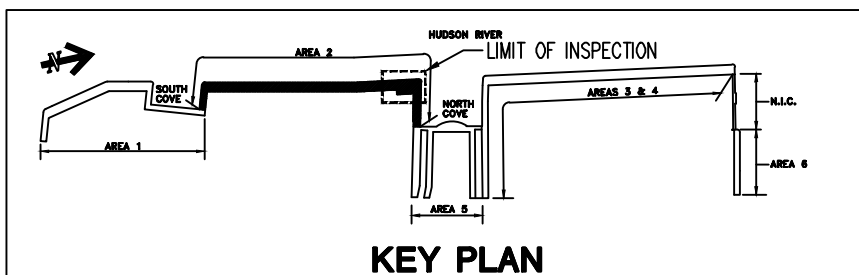 HUDSON RIVER
AREA 2
LIMIT OF INSPECTION
N
SOUTH
COVE
NORTH
COVE
AREAS 3 & 4
N.I.C.
AREA 1
AREA 6
AREA 5
KEY PLAN